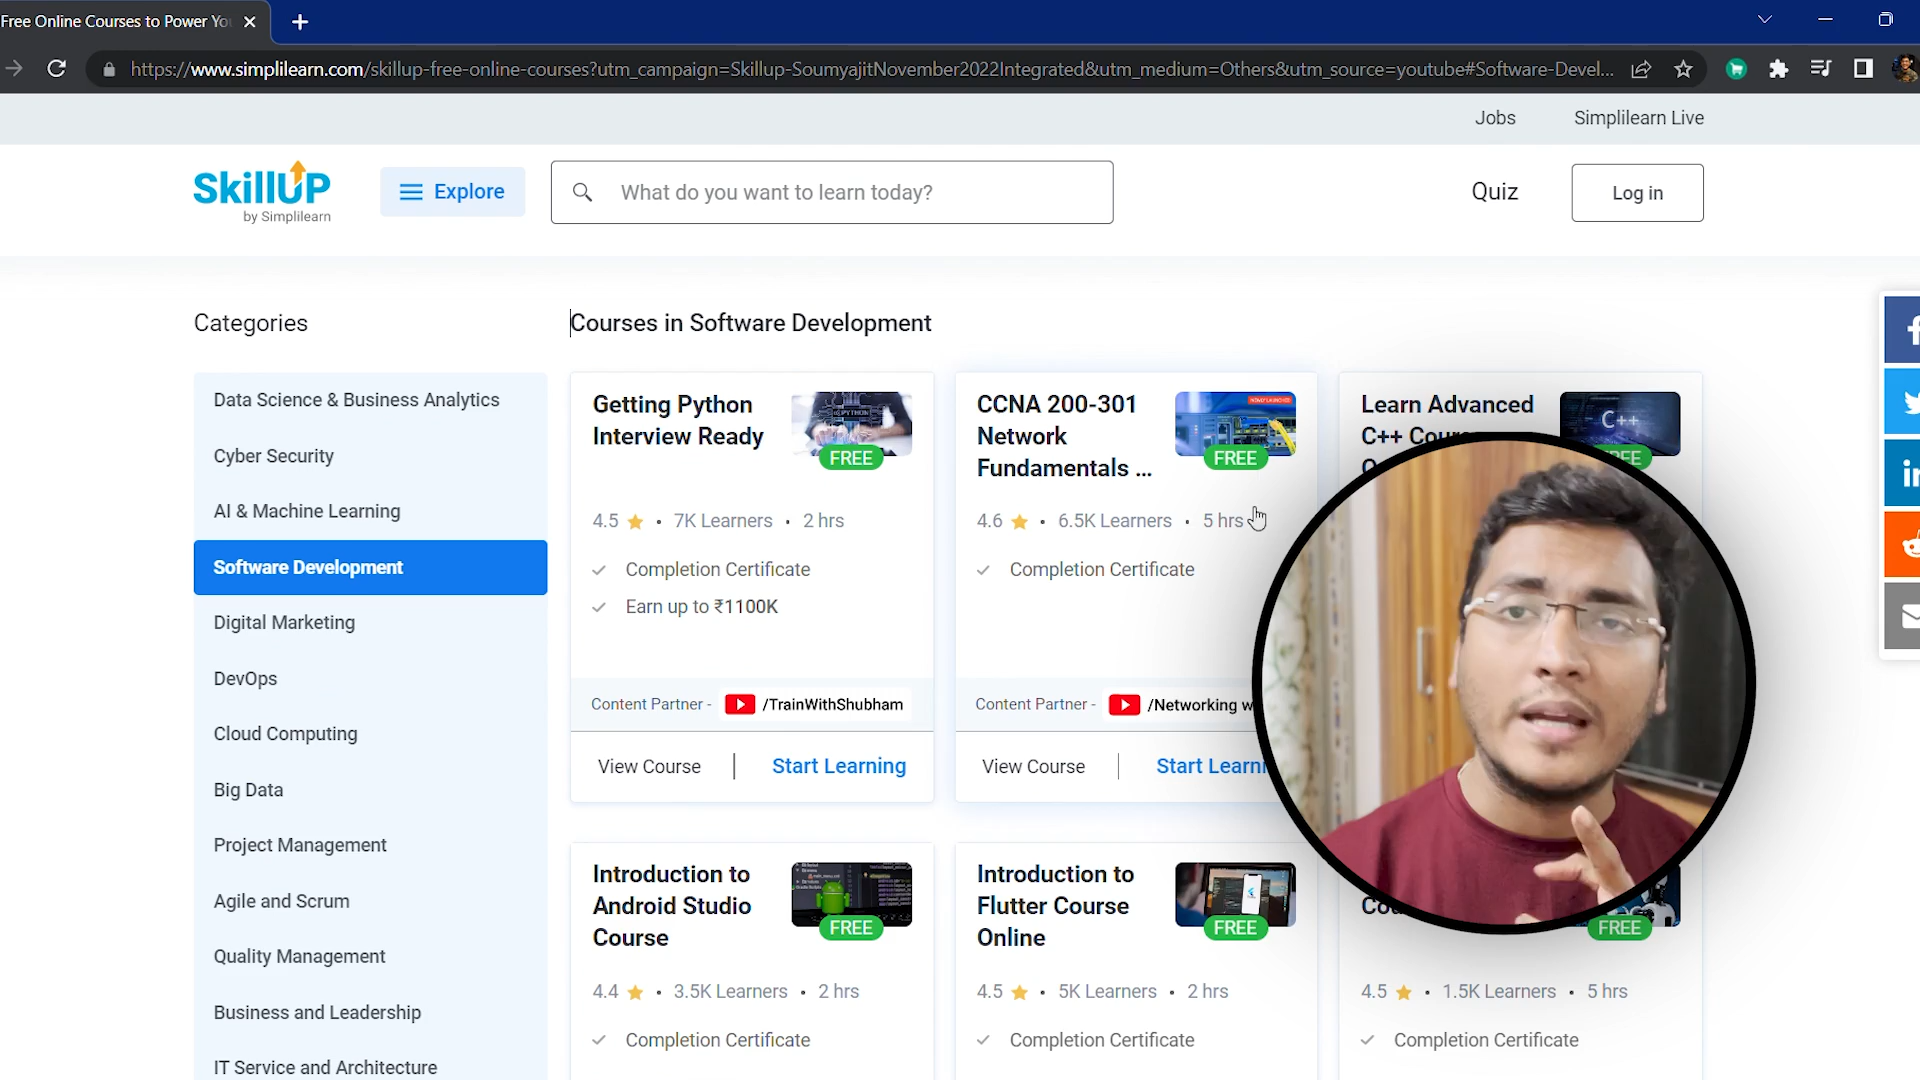 Free Online Courses to Power Yo
https://www.simplilearn.com/skillup-free-online-courses?utm_campaign=Skillup-SoumyajitNovember2022Integrated&utm_medium=Others&utm_source=youtube#Software-Devel...
Jobs
Simplilearn Live
SkillUP
by Simplilearn
Explore
What do you want to learn today?
Quiz
Log in
Categories
Data Science & Business Analytics
Cyber Security
AI & Machine Learning
Software Development
Digital Marketing
DevOps
Cloud Computing
Big Data
Project Management
Agile and Scrum
Quality Management
Business and Leadership
IT Service and Architecture
Courses in Software Development
Getting Python
Interview Ready
FREE
4.5 • 7K Learners • 2 hrs
Completion Certificate
Earn up to ₹1100K
Content Partner - /TrainWithShubham
View Course | Start Learning
CCNA 200-301
Network
Fundamentals ...
FREE
4.6 • 6.5K Learners • 5 hrs
Completion Certificate
Content Partner - /Networking w
View Course | Start Learni
Learn Advanced
C++ Cou
C++
FREE
Introduction to
Android Studio
Course
FREE
4.4 • 3.5K Learners • 2 hrs
Completion Certificate
Introduction to
Flutter Course
Online
FREE
4.5 • 5K Learners • 2 hrs
Completion Certificate
FREE
4.5 • 1.5K Learners • 5 hrs
Completion Certificate